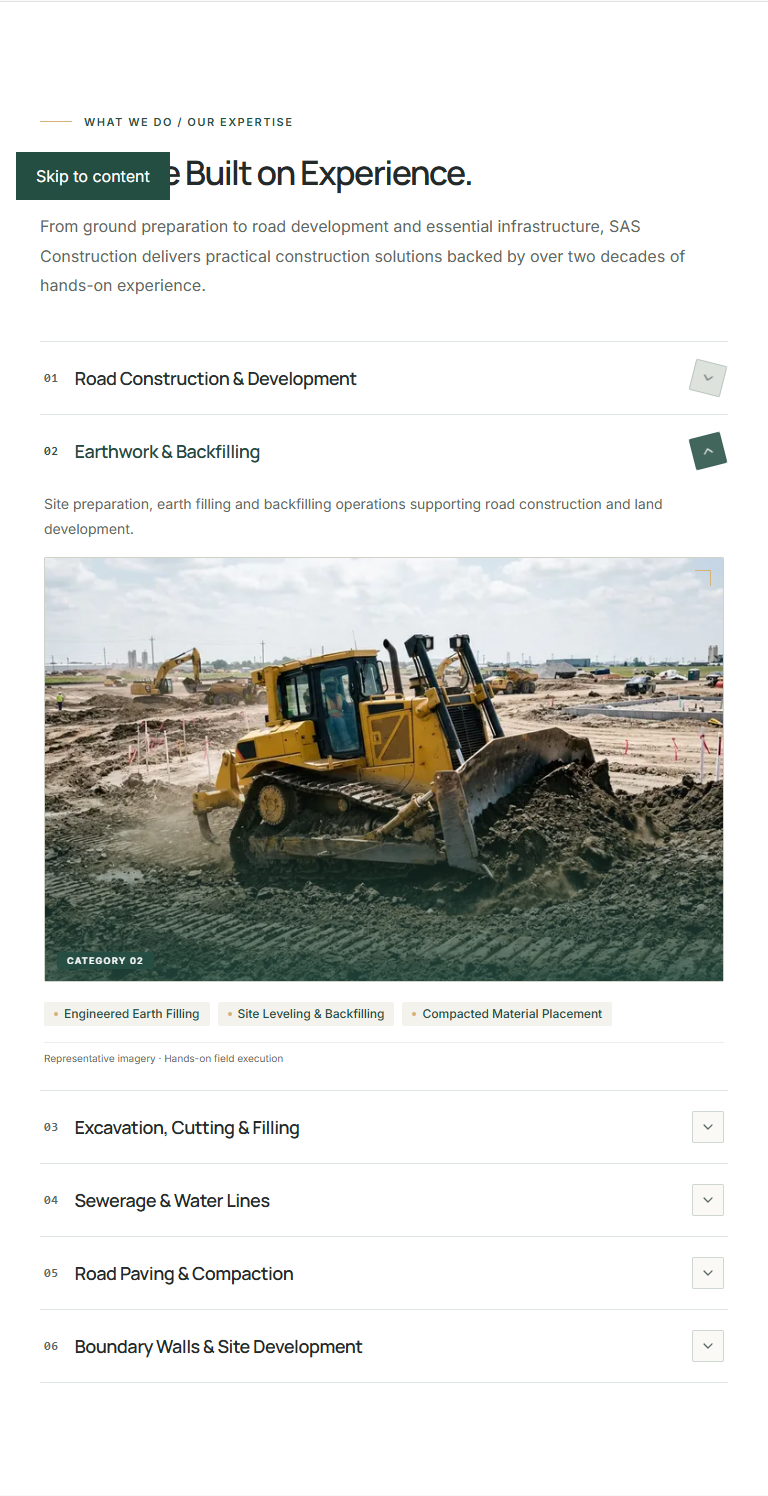 WHAT WE DO / OUR EXPERTISE
Skip to content
Built on Experience.
From ground preparation to road development and essential infrastructure, SAS
Construction delivers practical construction solutions backed by over two decades of
hands-on experience.
01 Road Construction & Development
02 Earthwork & Backfilling
Site preparation, earth filling and backfilling operations supporting road construction and land
development.
CATEGORY 02
Engineered Earth Filling
Site Leveling & Backfilling
Compacted Material Placement
Representative imagery · Hands-on field execution
03 Excavation, Cutting & Filling
04 Sewerage & Water Lines
05 Road Paving & Compaction
06 Boundary Walls & Site Development